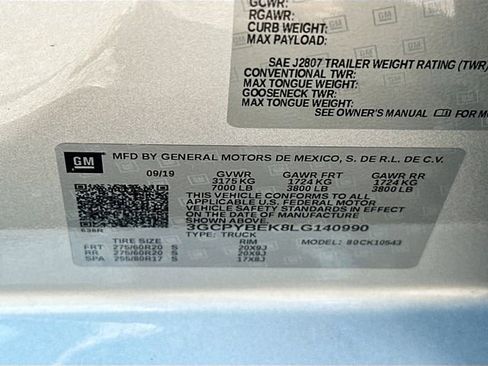 GCWR:
RGAWR:
CURB WEIGHT:
MAX PAYLOAD:
SAE J2807 TRAILER WEIGHT RATING (TWR)
CONVENTIONAL TWR:
MAX TONGUE WEIGHT:
GOOSENECK TWR:
MAX TONGUE WEIGHT:
SEE OWNER'S MANUAL FOR MO
GM MFD BY GENERAL MOTORS DE MEXICO, S. DE R.L. DE C.V.
09/19 GVWR GAWR FRT GAWR RR
3175 KG 1724 KG 1724 KG
7000 LB 3800 LB 3800 LB
THIS VEHICLE CONFORMS TO ALL
APPLICABLE U.S. FEDERAL MOTOR
VEHICLE SAFETY STANDARDS IN
EFFECT ON THE DATE OF MANUFACTURE
SHOWN ABOVE.
3GCPYBEK8LG140990
TYPE: TRUCK MODEL: 80CK10543
TIRE SIZE RIM
FRT 275/60R20 S 20X9J
RR 275/60R20 S 20X9J
SPA 255/80R17 S 17X8J